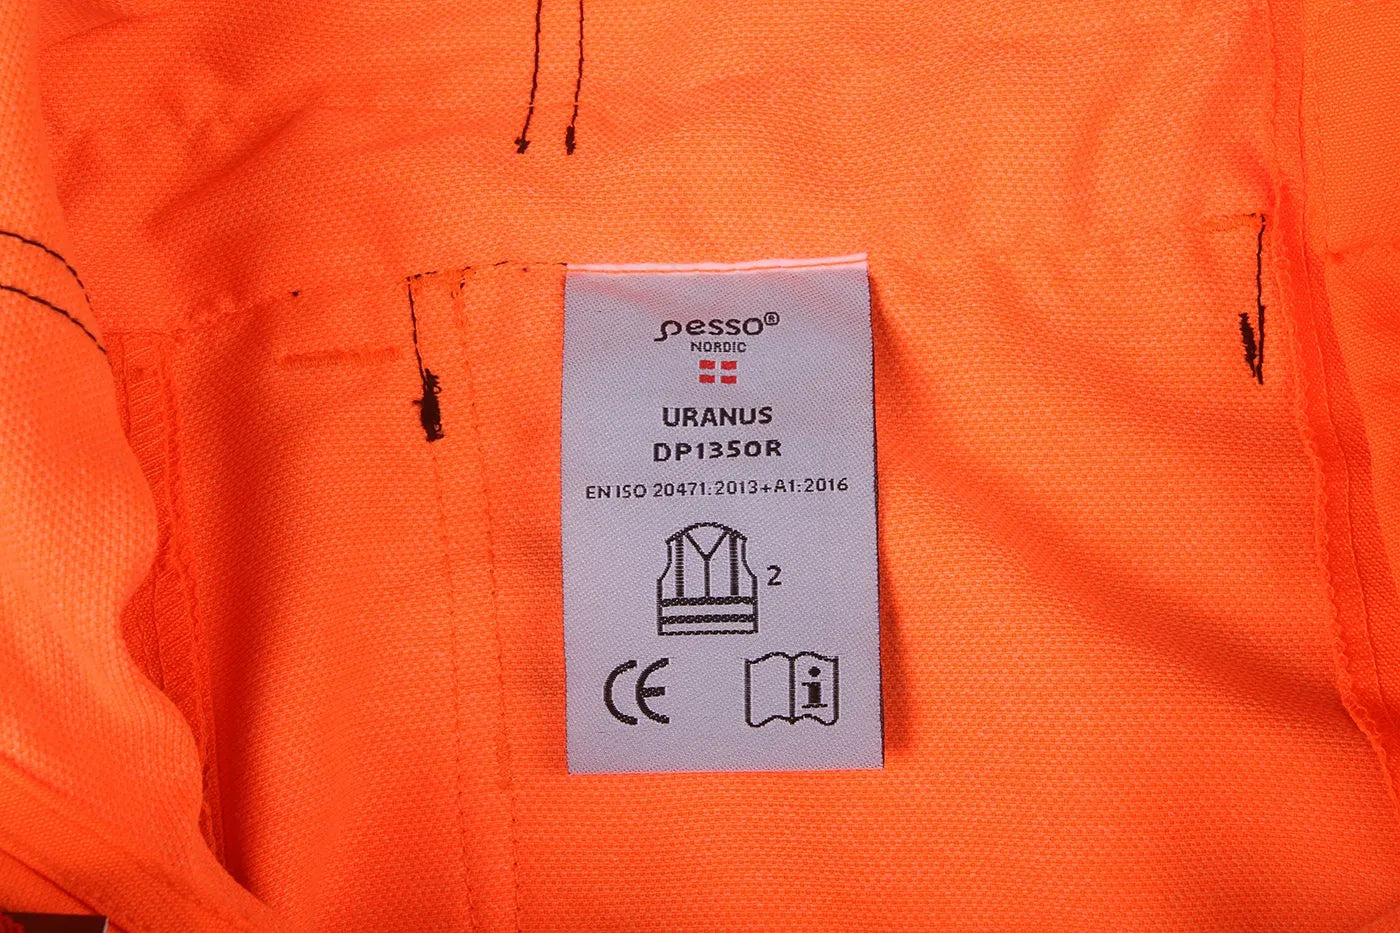 pesso®
NORDIC
URANUS
DP1350R
EN ISO 20471:2013+A1:2016
2
CE
i